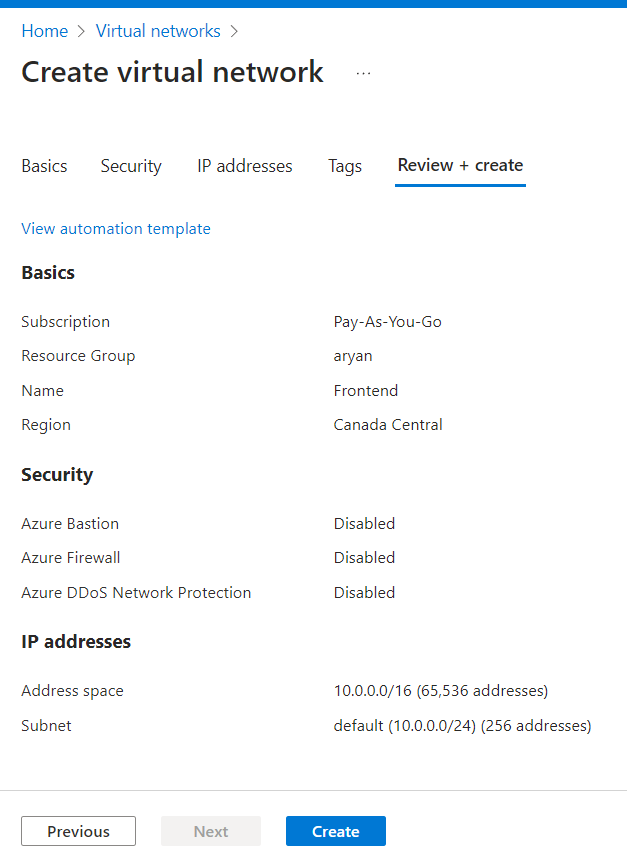 Home > Virtual networks >
Create virtual network ...
Basics Security IP addresses Tags Review + create
View automation template
Basics
Subscription Pay-As-You-Go
Resource Group aryan
Name Frontend
Region Canada Central
Security
Azure Bastion Disabled
Azure Firewall Disabled
Azure DDoS Network Protection Disabled
IP addresses
Address space 10.0.0.0/16 (65,536 addresses)
Subnet default (10.0.0.0/24) (256 addresses)
Previous Next Create